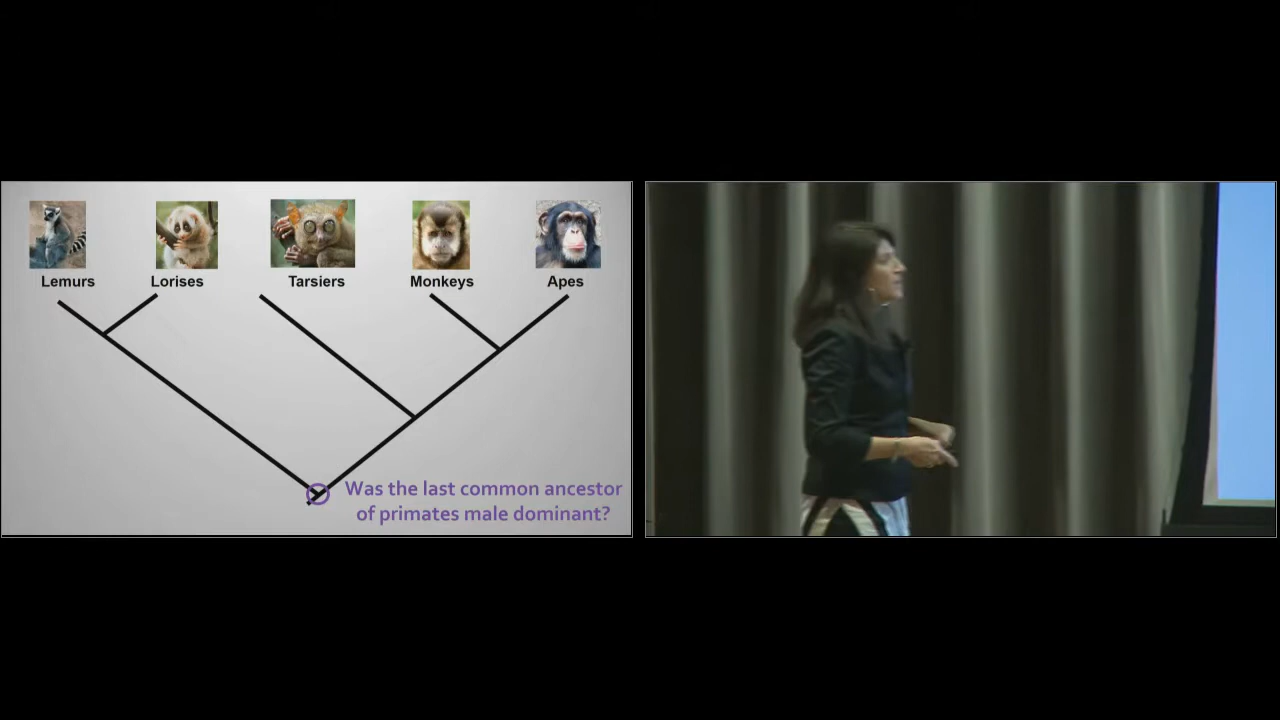 Lemurs
Lorises
Tarsiers
Monkeys
Apes
Was the last common ancestor
of primates male dominant?